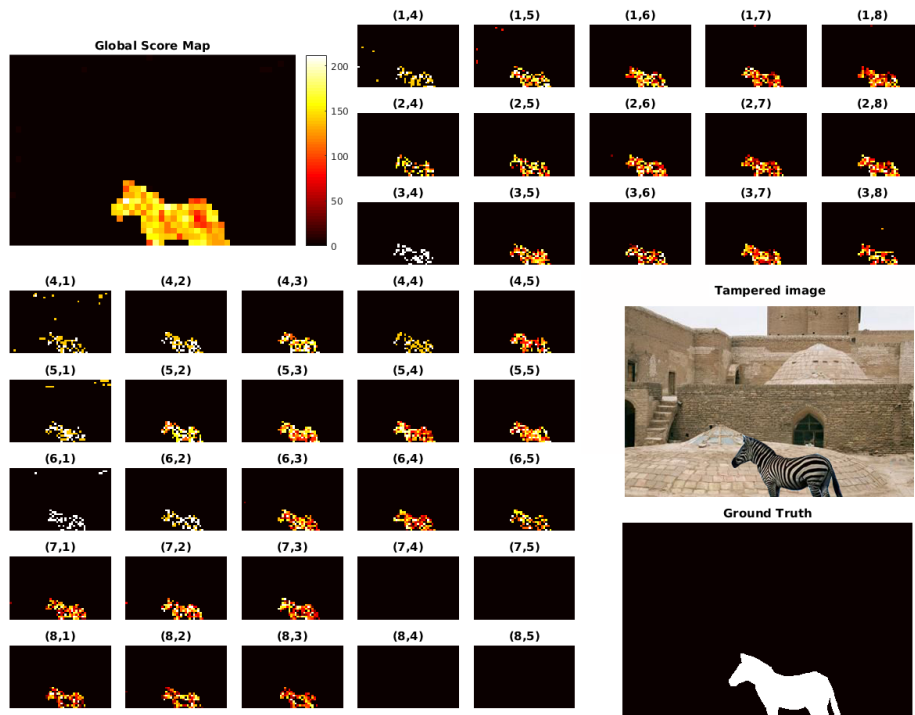 Global Score Map
200
150
100
50
0
(1,4) (1,5) (1,6) (1,7) (1,8)
(2,4) (2,5) (2,6) (2,7) (2,8)
(3,4) (3,5) (3,6) (3,7) (3,8)
(4,1) (4,2) (4,3) (4,4) (4,5)
Tampered image
(5,1) (5,2) (5,3) (5,4) (5,5)
(6,1) (6,2) (6,3) (6,4) (6,5)
Ground Truth
(7,1) (7,2) (7,3) (7,4) (7,5)
(8,1) (8,2) (8,3) (8,4) (8,5)